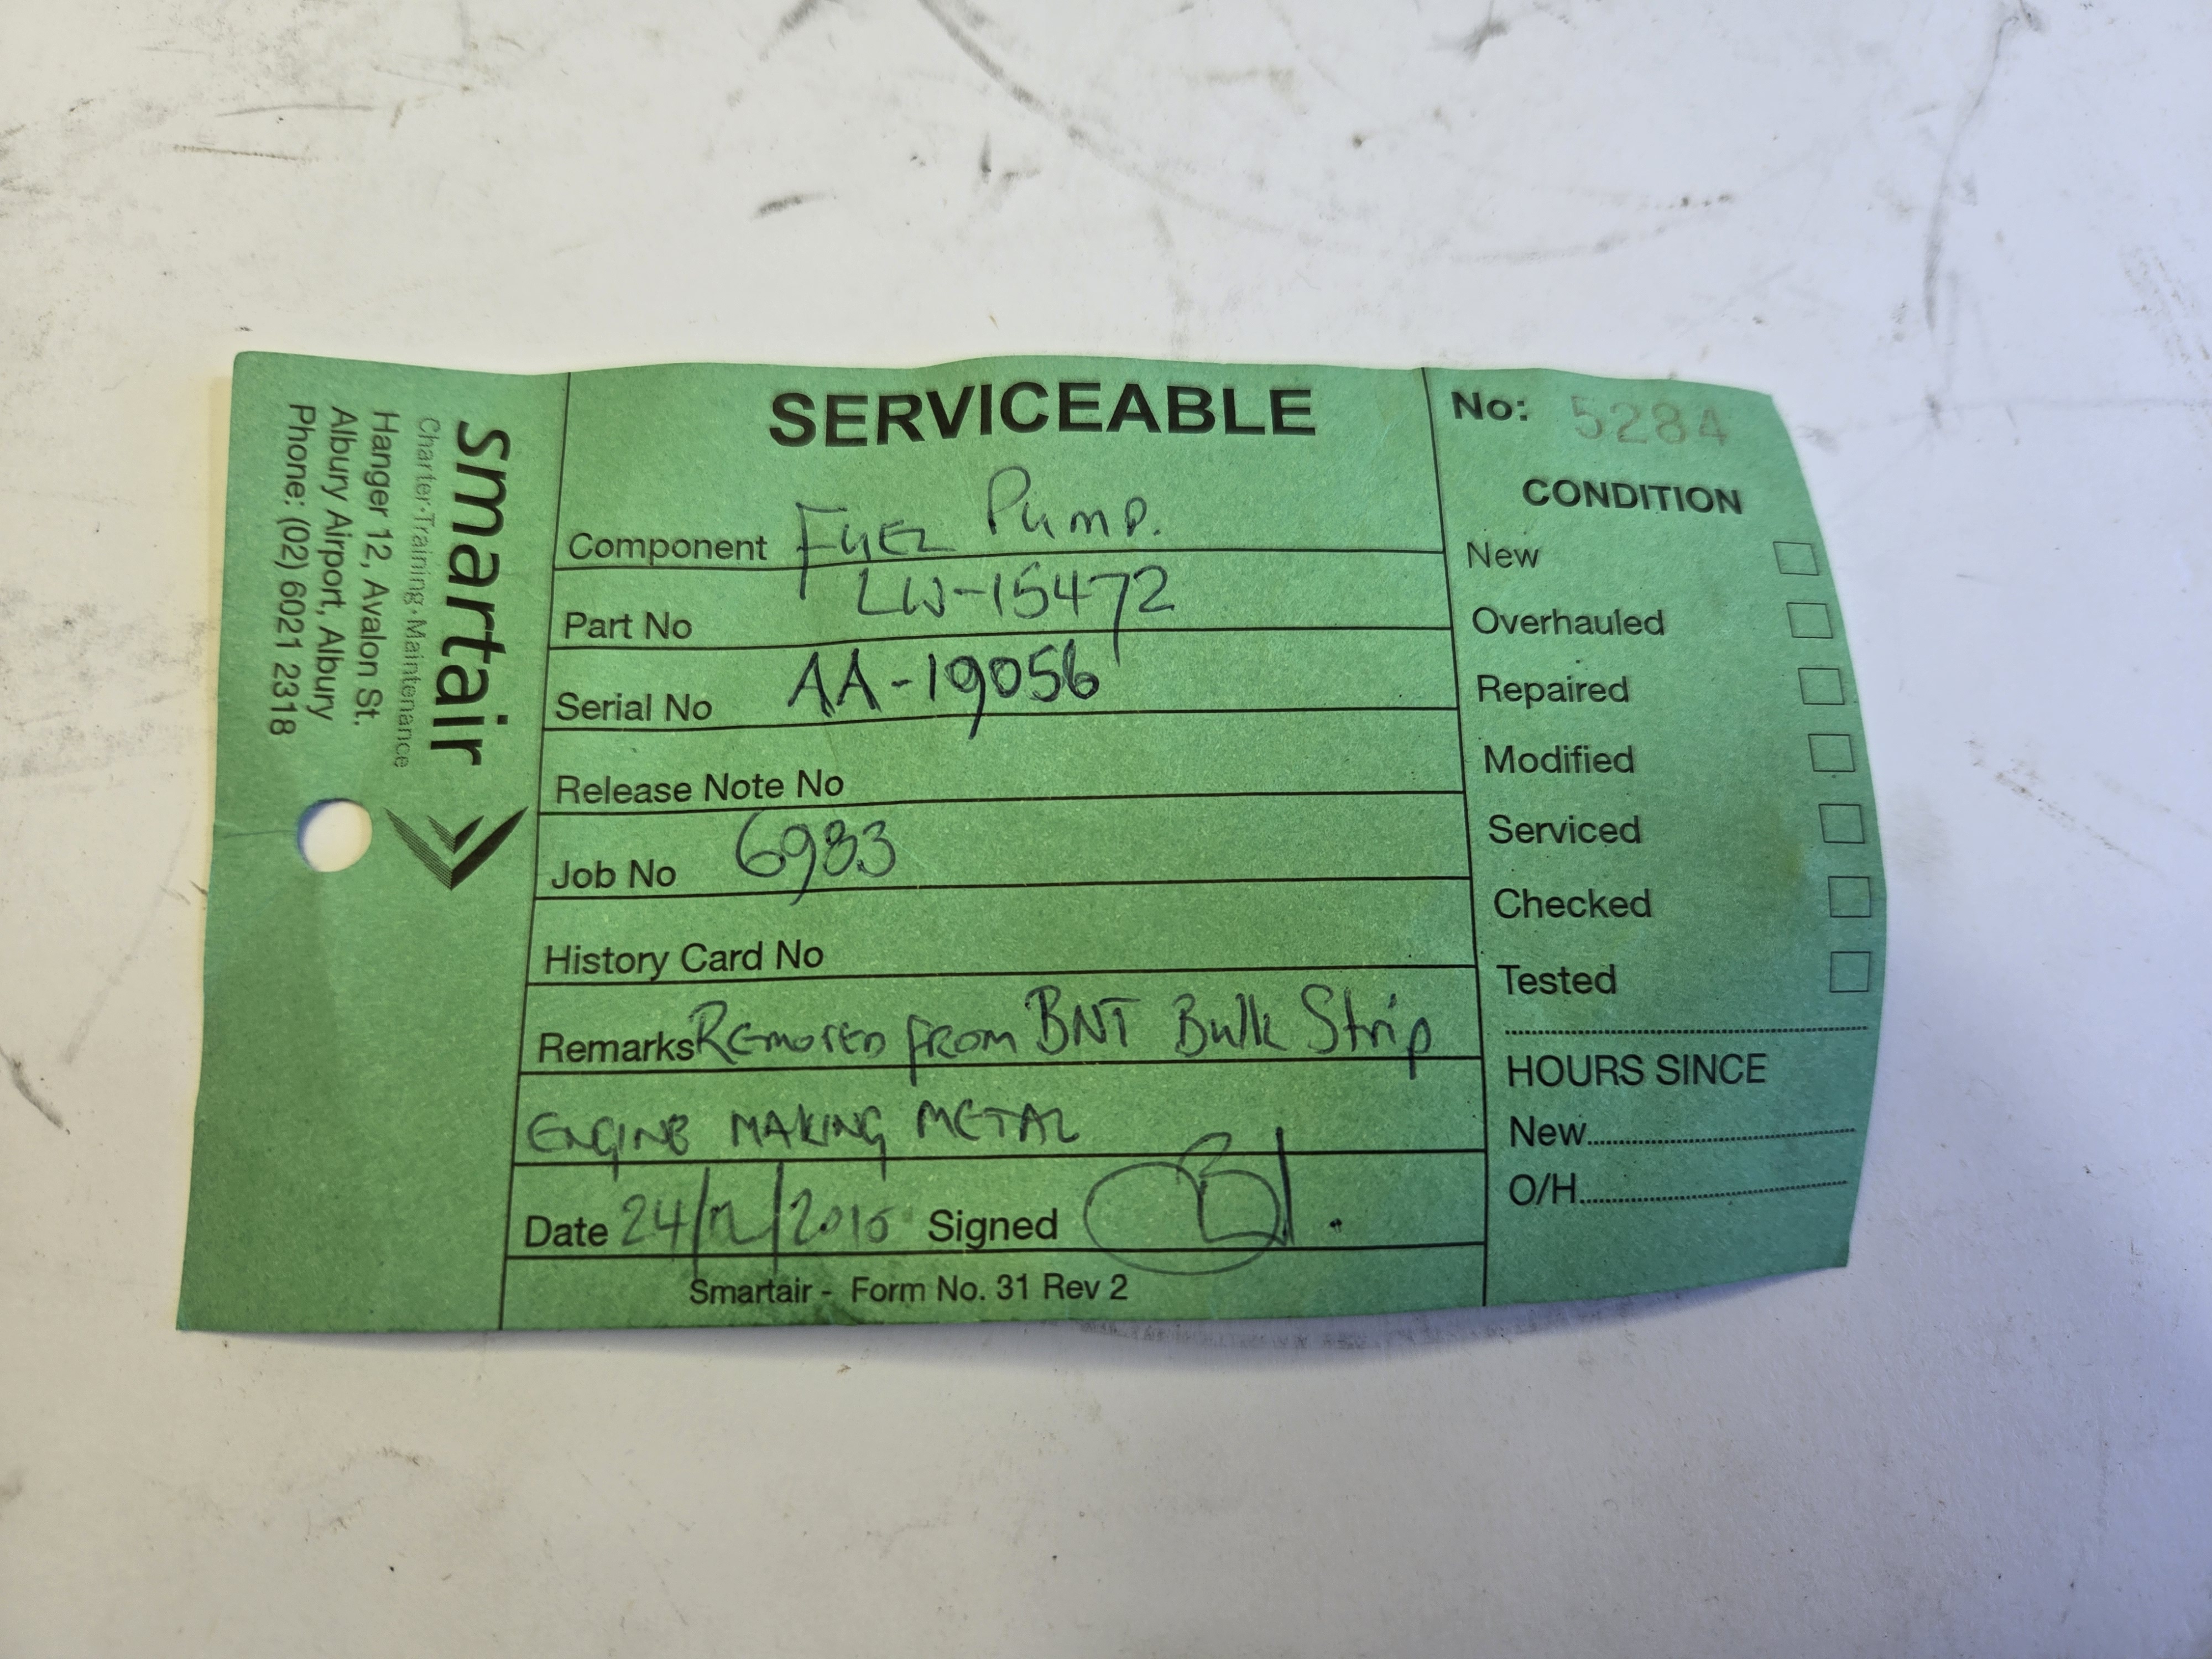 smartair
Charter•Training•Maintenance
Hanger 12, Avalon St.
Albury Airport, Albury
Phone: (02) 6021 2318
SERVICEABLE
Component FUEL Pump.
Part No LW-15472
Serial No AA-19056
Release Note No
Job No 6983
History Card No
Remarks REMOVED FROM BNT Bulk Strip
ENGINE MAKING METAL
Date 24/12/2015 Signed
Smartair - Form No. 31 Rev 2
No: 5284
CONDITION
New
Overhauled
Repaired
Modified
Serviced
Checked
Tested
HOURS SINCE
New
O/H